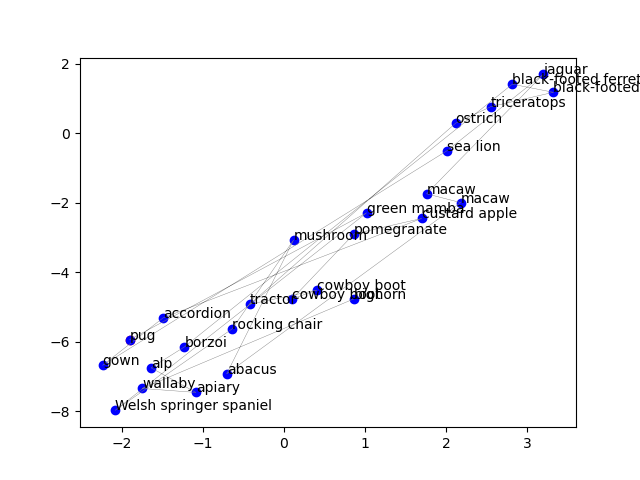 jaguar
black-footed ferret
black-footed
triceratops
ostrich
sea lion
macaw
macaw
green mamba
custard apple
pomegranate
mushroom
cowboy boot
cowboy boot
tractor
accordion
rocking chair
pug
borzoi
gown
alp
abacus
wallaby
apiary
Welsh springer spaniel
2
0
−2
−4
−6
−8
−2
−1
0
1
2
3